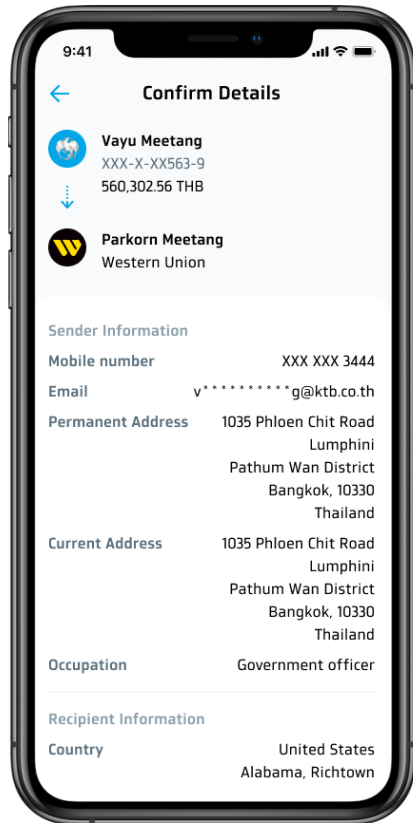 9:41
Confirm Details
Vayu Meetang
XXX-X-XX563-9
560,302.56 THB
Parkorn Meetang
Western Union
Sender Information
Mobile number XXX XXX 3444
Email v**********g@ktb.co.th
Permanent Address 1035 Phloen Chit Road
Lumphini
Pathum Wan District
Bangkok, 10330
Thailand
Current Address 1035 Phloen Chit Road
Lumphini
Pathum Wan District
Bangkok, 10330
Thailand
Occupation Government officer
Recipient Information
Country United States
Alabama, Richtown